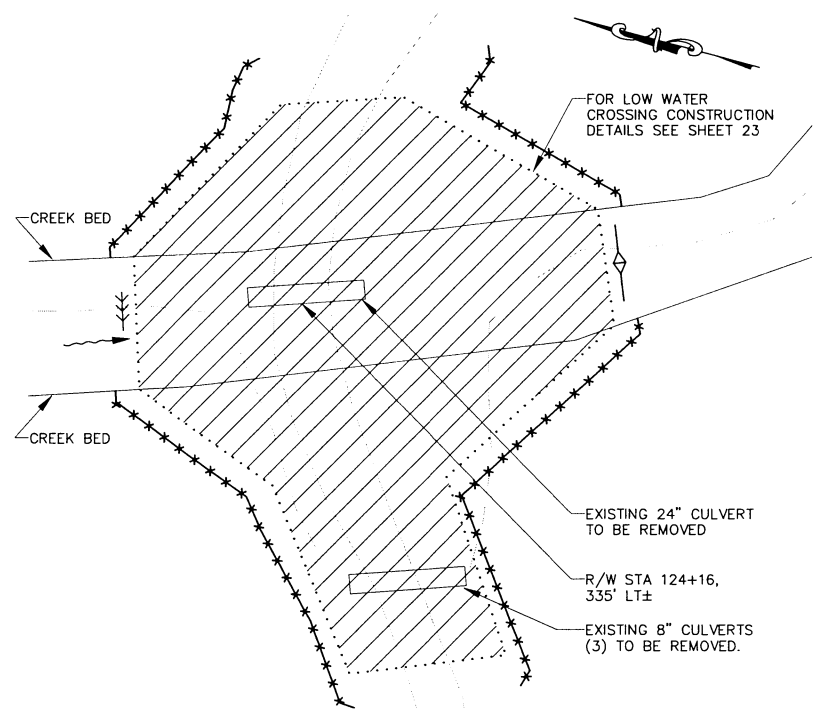 FOR LOW WATER
CROSSING CONSTRUCTION
DETAILS SEE SHEET 23
CREEK BED
CREEK BED
EXISTING 24" CULVERT
TO BE REMOVED
R/W STA 124+16,
335' LT±
EXISTING 8" CULVERTS
(3) TO BE REMOVED.